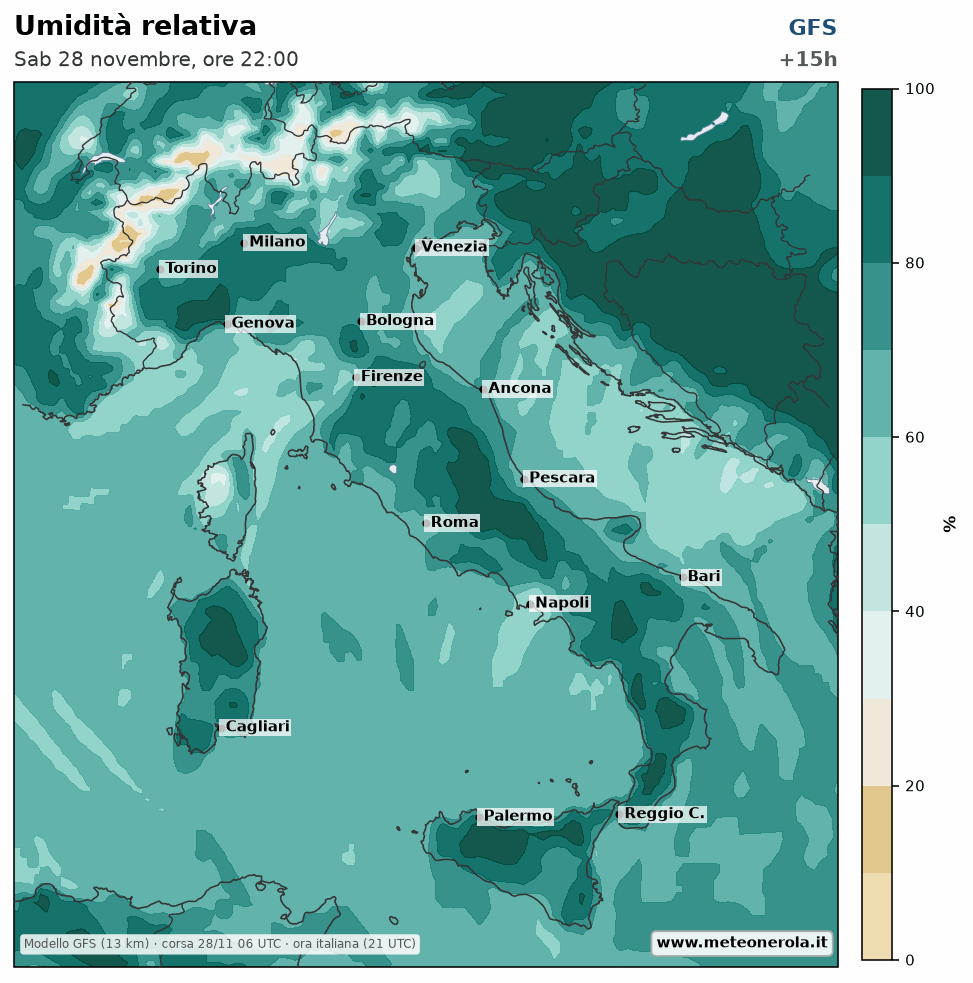 Umidità relativa
GFS
Sab 28 novembre, ore 22:00
+15h
100
80
60
40
20
0
%
Milano
Venezia
Torino
Genova
Bologna
Firenze
Ancona
Pescara
Roma
Bari
Napoli
Cagliari
Palermo
Reggio C.
Modello GFS (13 km) · corsa 28/11 06 UTC · ora italiana (21 UTC)
www.meteonerola.it